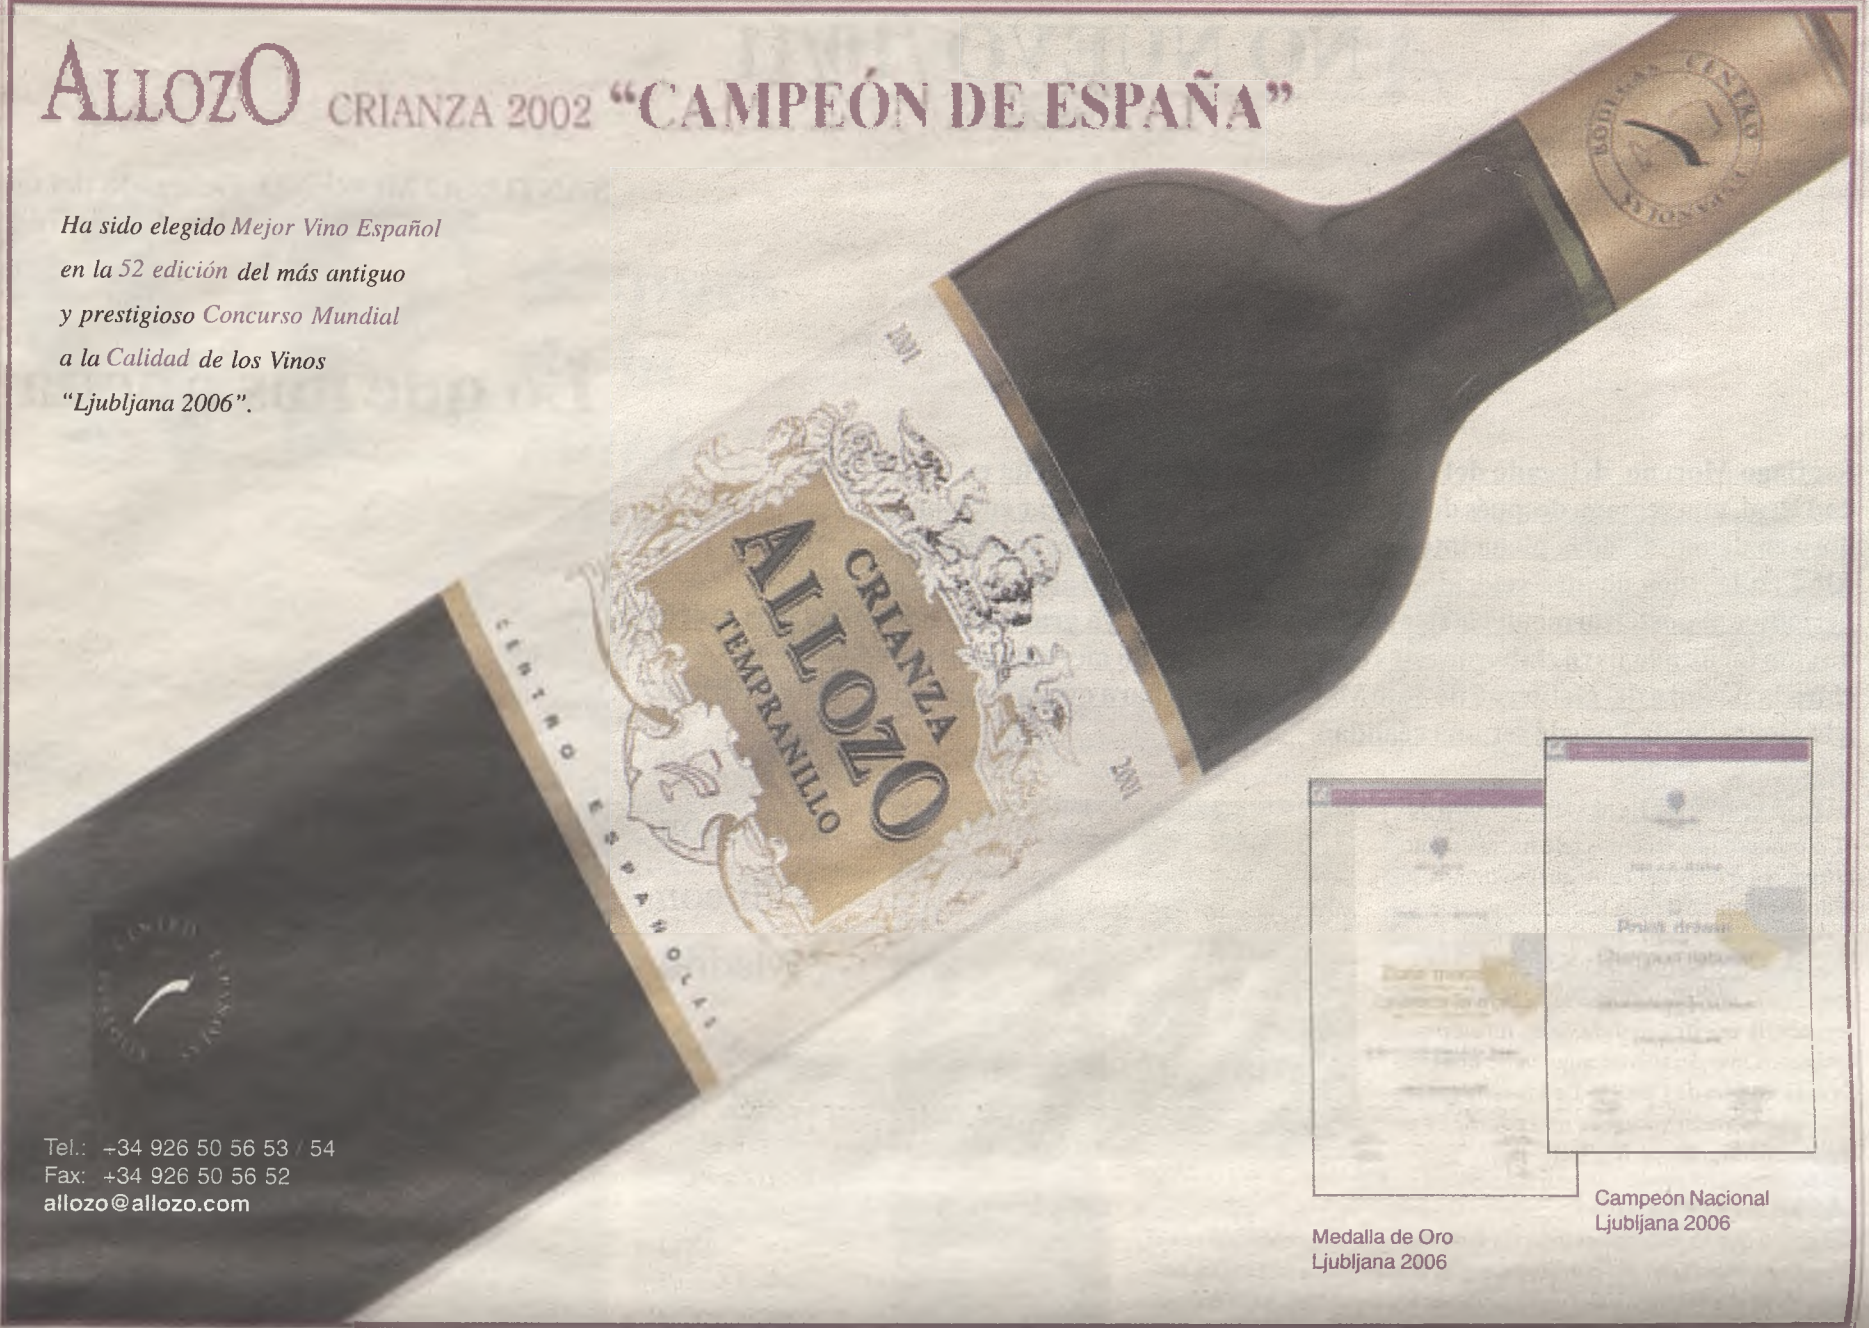 ALLOZO CRIANZA 2002 “CAMPEÓN DE ESPAÑA”
Ha sido elegido Mejor Vino Español
en la 52 edición del más antiguo
y prestigioso Concurso Mundial
a la Calidad de los Vinos
“Ljubljana 2006”.
BODEGAS CENTRO ESPAÑOLAS
2001
CRIANZA
ALLOZO
TEMPRANILLO
2001
CENTRO ESPAÑOLAS
CENTRO ESPAÑOLAS
Tel.: +34 926 50 56 53 / 54
Fax: +34 926 50 56 52
allozo@allozo.com
Medalla de Oro
Ljubljana 2006
Campeón Nacional
Ljubljana 2006